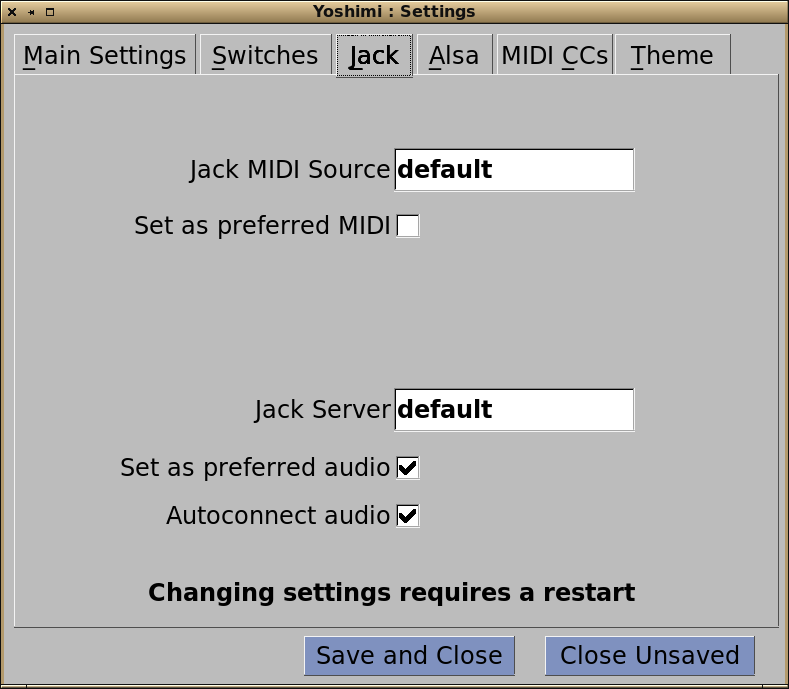 Yoshimi : Settings
Main Settings Switches Jack Alsa MIDI CCs Theme
Jack MIDI Source default
Set as preferred MIDI
Jack Server default
Set as preferred audio
Autoconnect audio
Changing settings requires a restart
Save and Close Close Unsaved